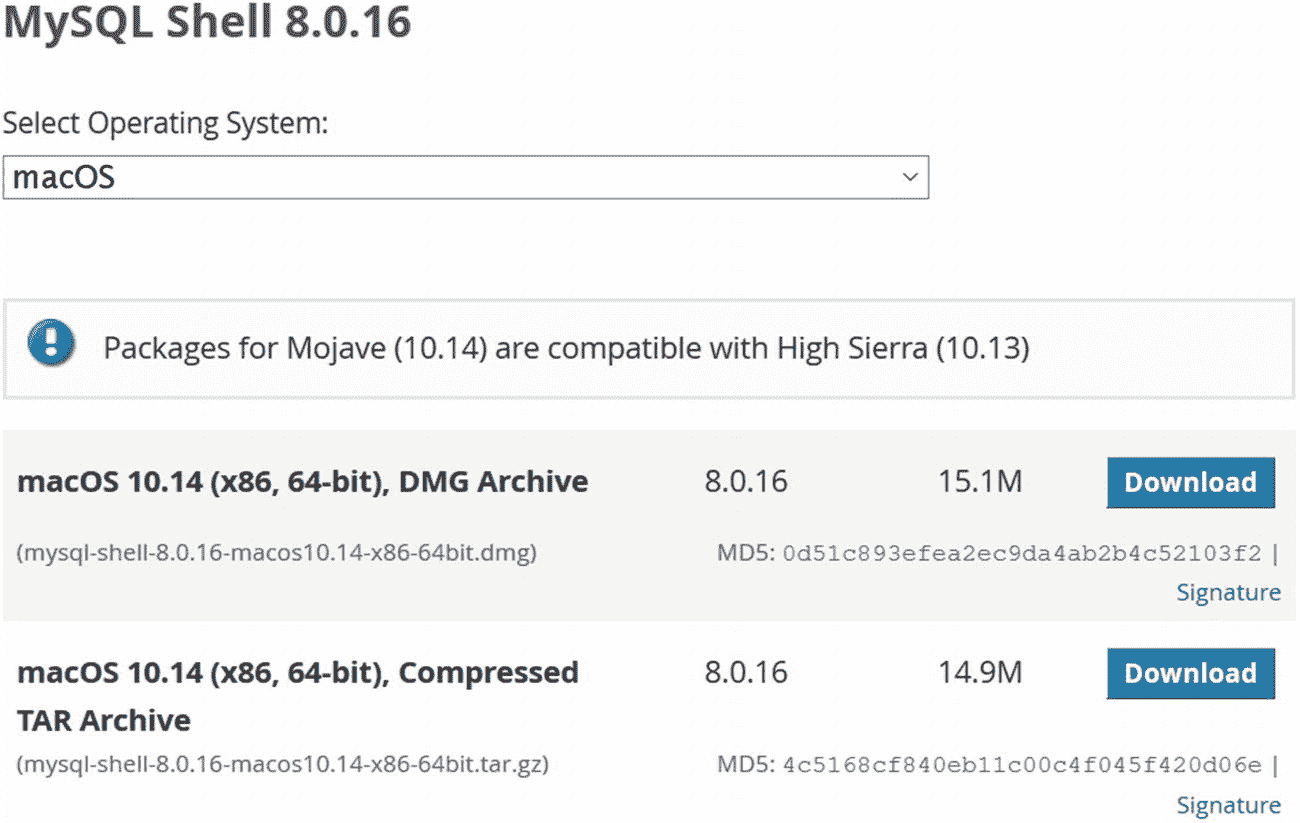 MySQL Shell 8.0.16
Select Operating System:
macOS
Packages for Mojave (10.14) are compatible with High Sierra (10.13)
macOS 10.14 (x86, 64-bit), DMG Archive 8.0.16 15.1M Download
(mysql-shell-8.0.16-macos10.14-x86-64bit.dmg) MD5: 0d51c893efea2ec9da4ab2b4c52103f2 |
Signature
macOS 10.14 (x86, 64-bit), Compressed 8.0.16 14.9M Download
TAR Archive
(mysql-shell-8.0.16-macos10.14-x86-64bit.tar.gz) MD5: 4c5168cf840eb11c00c4f045f420d06e |
Signature